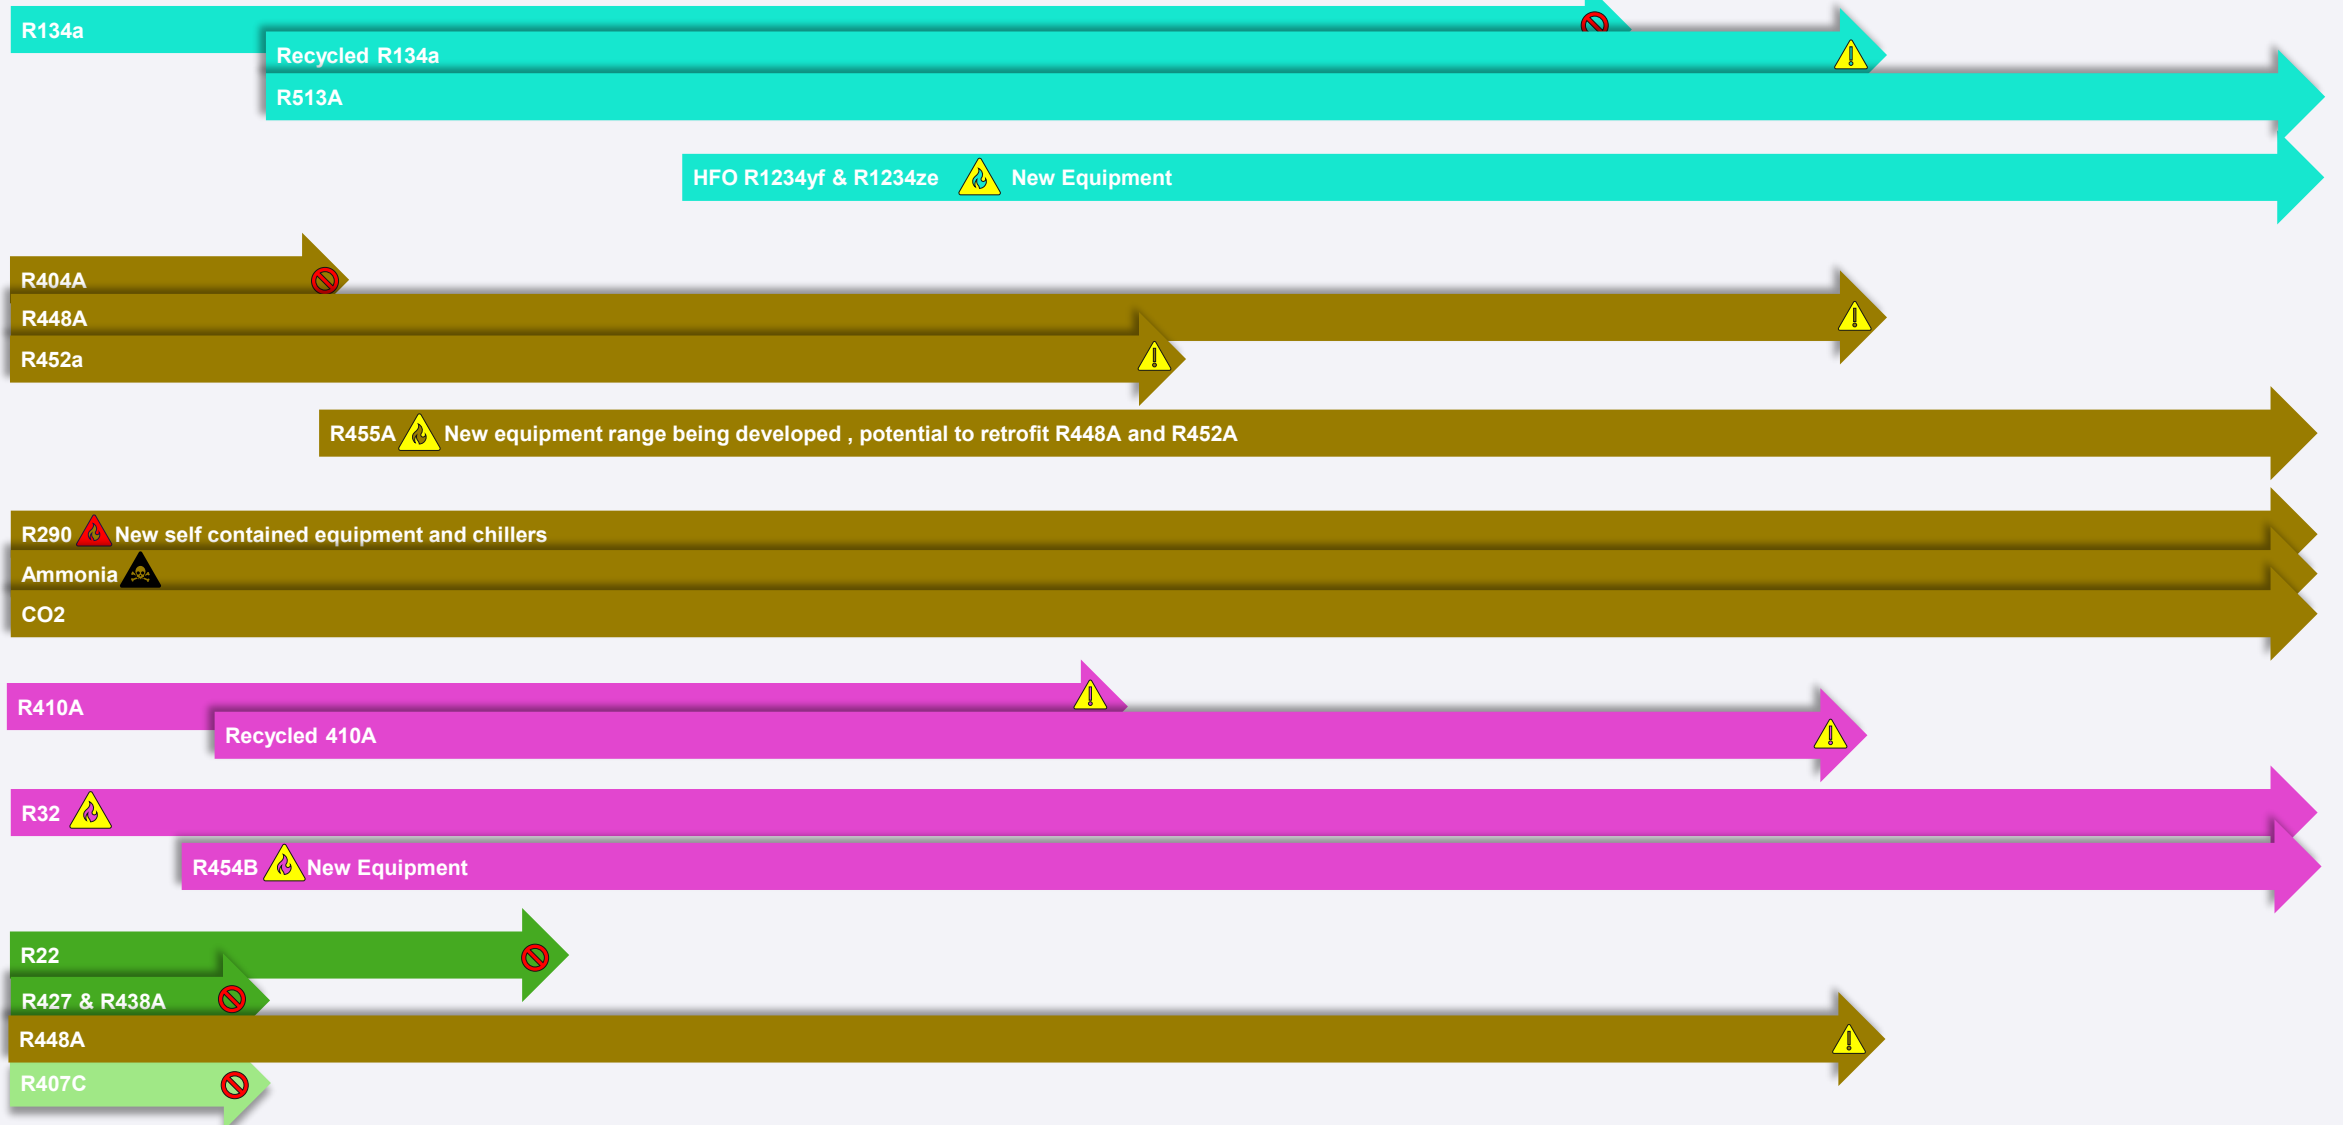 R134a
Recycled R134a
R513A
HFO R1234yf & R1234ze New Equipment
R404A
R448A
R452a
R455A New equipment range being developed , potential to retrofit R448A and R452A
R290 New self contained equipment and chillers
Ammonia
CO2
R410A
Recycled 410A
R32
R454B New Equipment
R22
R427 & R438A
R448A
R407C